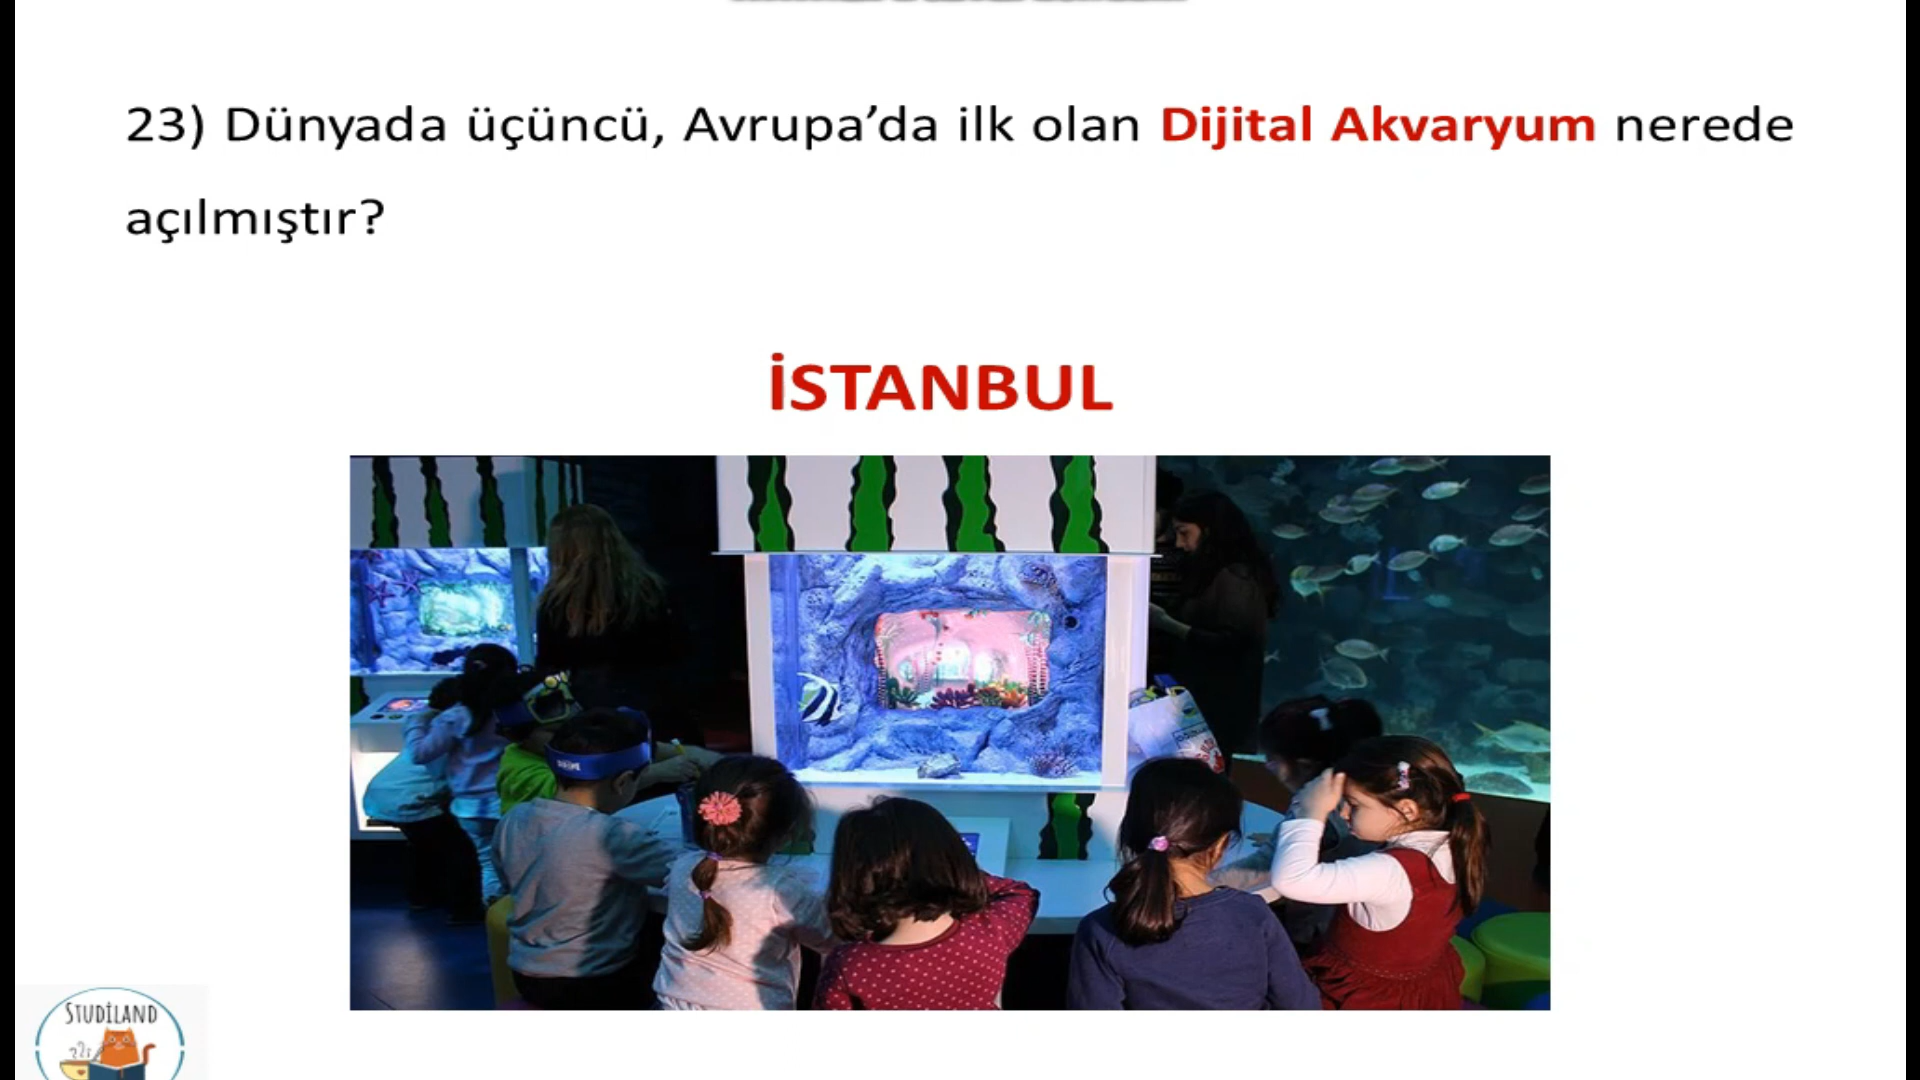 23) Dünyada üçüncü, Avrupa’da ilk olan Dijital Akvaryum nerede
açılmıştır?
İSTANBUL
STUDİLAND